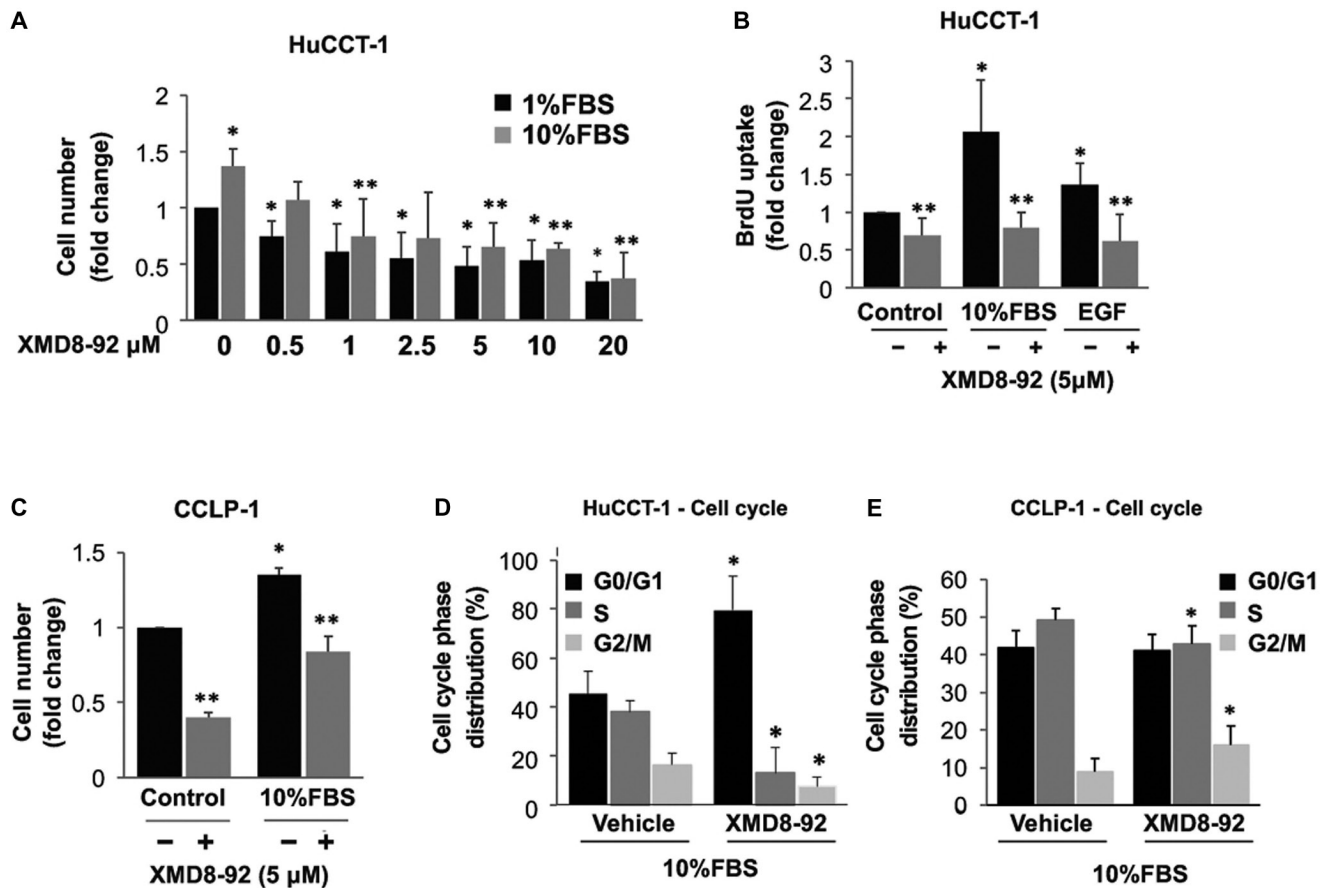 A
HuCCT-1
Cell number
(fold change)
2
1.5
1
0.5
0
1%FBS
10%FBS
*
*
*
**
*
*
**
*
**
*
**
XMD8-92 µM
0 0.5 1 2.5 5 10 20
B
HuCCT-1
BrdU uptake
(fold change)
3
2.5
2
1.5
1
0.5
0
**
*
**
*
**
Control 10%FBS EGF
− + − + − +
XMD8-92 (5µM)
C
CCLP-1
Cell number
(fold change)
1.5
1
0.5
0
**
*
**
Control 10%FBS
− + − +
XMD8-92 (5 µM)
D
HuCCT-1 - Cell cycle
Cell cycle phase
distribution (%)
100
80
60
40
20
0
G0/G1
S
G2/M
*
*
*
Vehicle XMD8-92
10%FBS
E
CCLP-1 - Cell cycle
Cell cycle phase
distribution (%)
60
50
40
30
20
10
0
G0/G1
S
G2/M
*
*
Vehicle XMD8-92
10%FBS